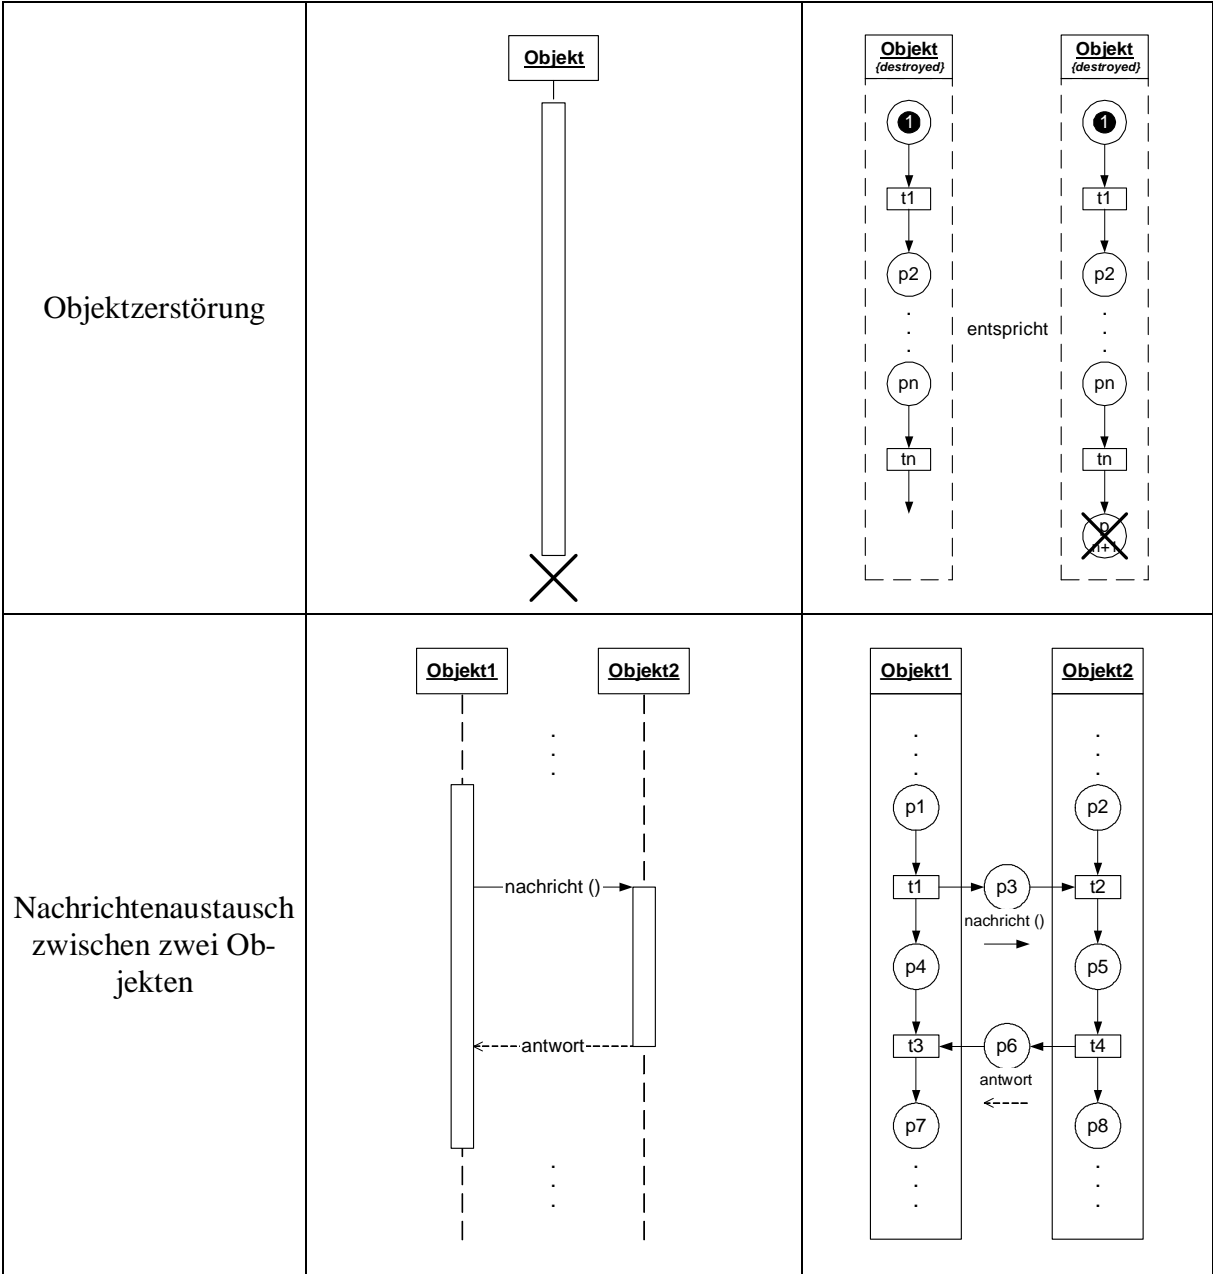 Objektzerstörung
Objekt
Objekt
{destroyed}
1
t1
p2
.
.
.
pn
tn
entspricht
Objekt
{destroyed}
1
t1
p2
.
.
.
pn
tn
p
n+1
Nachrichtenaustausch
zwischen zwei Ob-
jekten
Objekt1
Objekt2
.
.
.
nachricht ()
antwort
.
.
.
Objekt1
Objekt2
.
.
.
.
.
.
p1
p2
t1
p3
t2
nachricht ()
p4
p5
t3
p6
t4
antwort
p7
p8
.
.
.
.
.
.